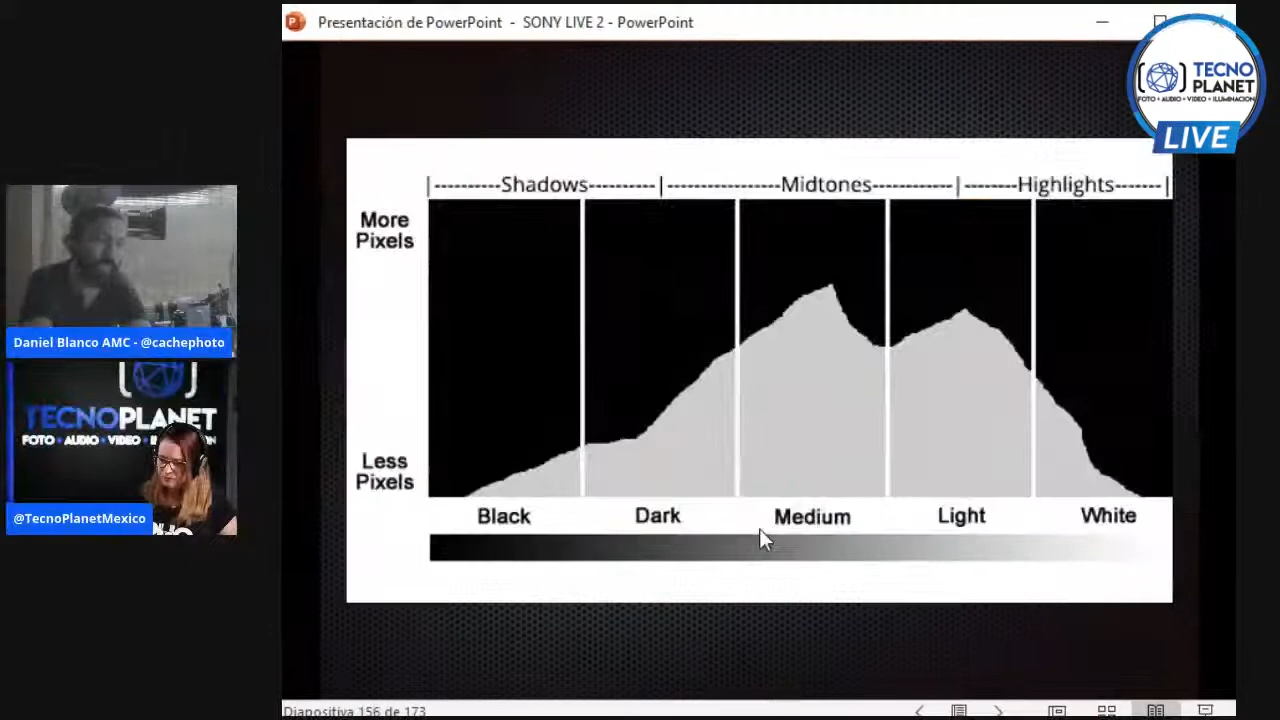 Presentación de PowerPoint - SONY LIVE 2 - PowerPoint
TECNO
PLANET
FOTO • AUDIO • VIDEO • ILUMINACION
LIVE
|----------Shadows----------| |-----------------Midtones------------| |--------Highlights-------|
More
Pixels
Less
Pixels
Black Dark Medium Light White
Daniel Blanco AMC - @cachephoto
TECNOPLANET
FOTO • AUDIO • VIDEO •
@TecnoPlanetMexico
Diapositiva 156 de 173